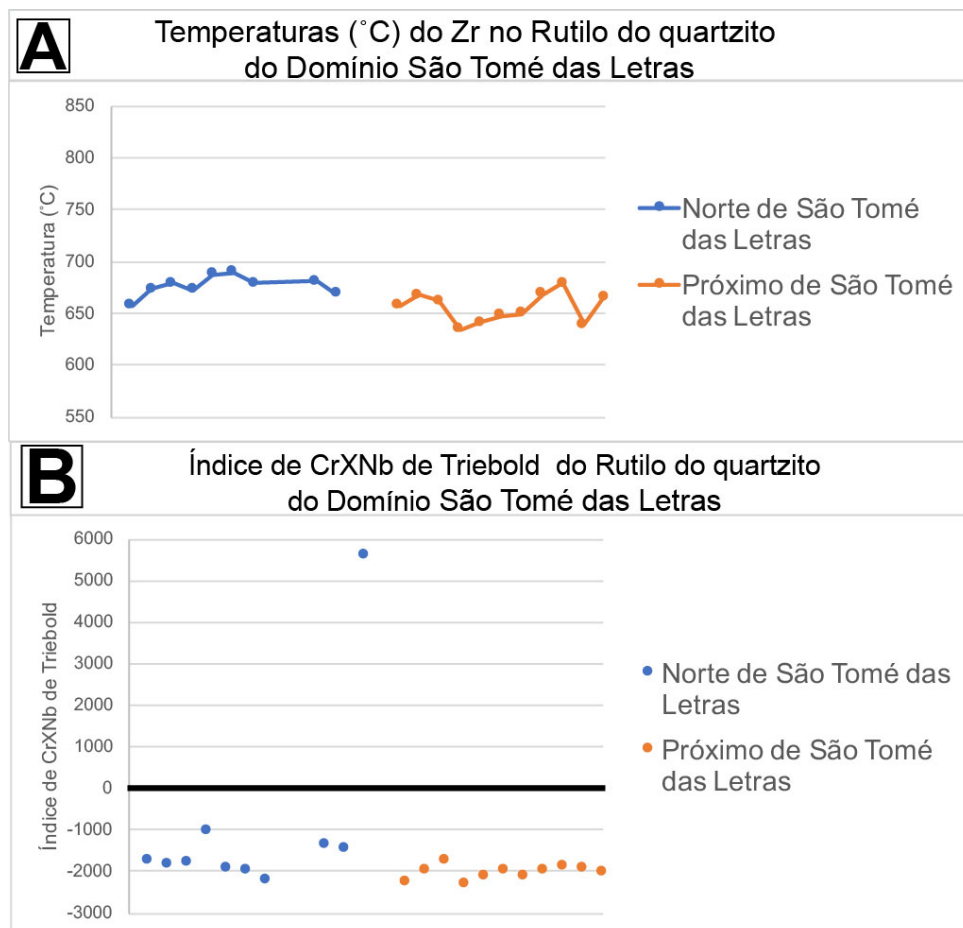 A
Temperaturas (˚C) do Zr no Rutilo do quartzito
do Domínio São Tomé das Letras
850
800
750
700
650
600
550
Temperatura (˚C)
Norte de São Tomé
das Letras
Próximo de São Tomé
das Letras
B
Índice de CrXNb de Triebold do Rutilo do quartzito
do Domínio São Tomé das Letras
6000
5000
4000
3000
2000
1000
0
-1000
-2000
-3000
Índice de CrXNb de Triebold
Norte de São Tomé das
Letras
Próximo de São Tomé
das Letras